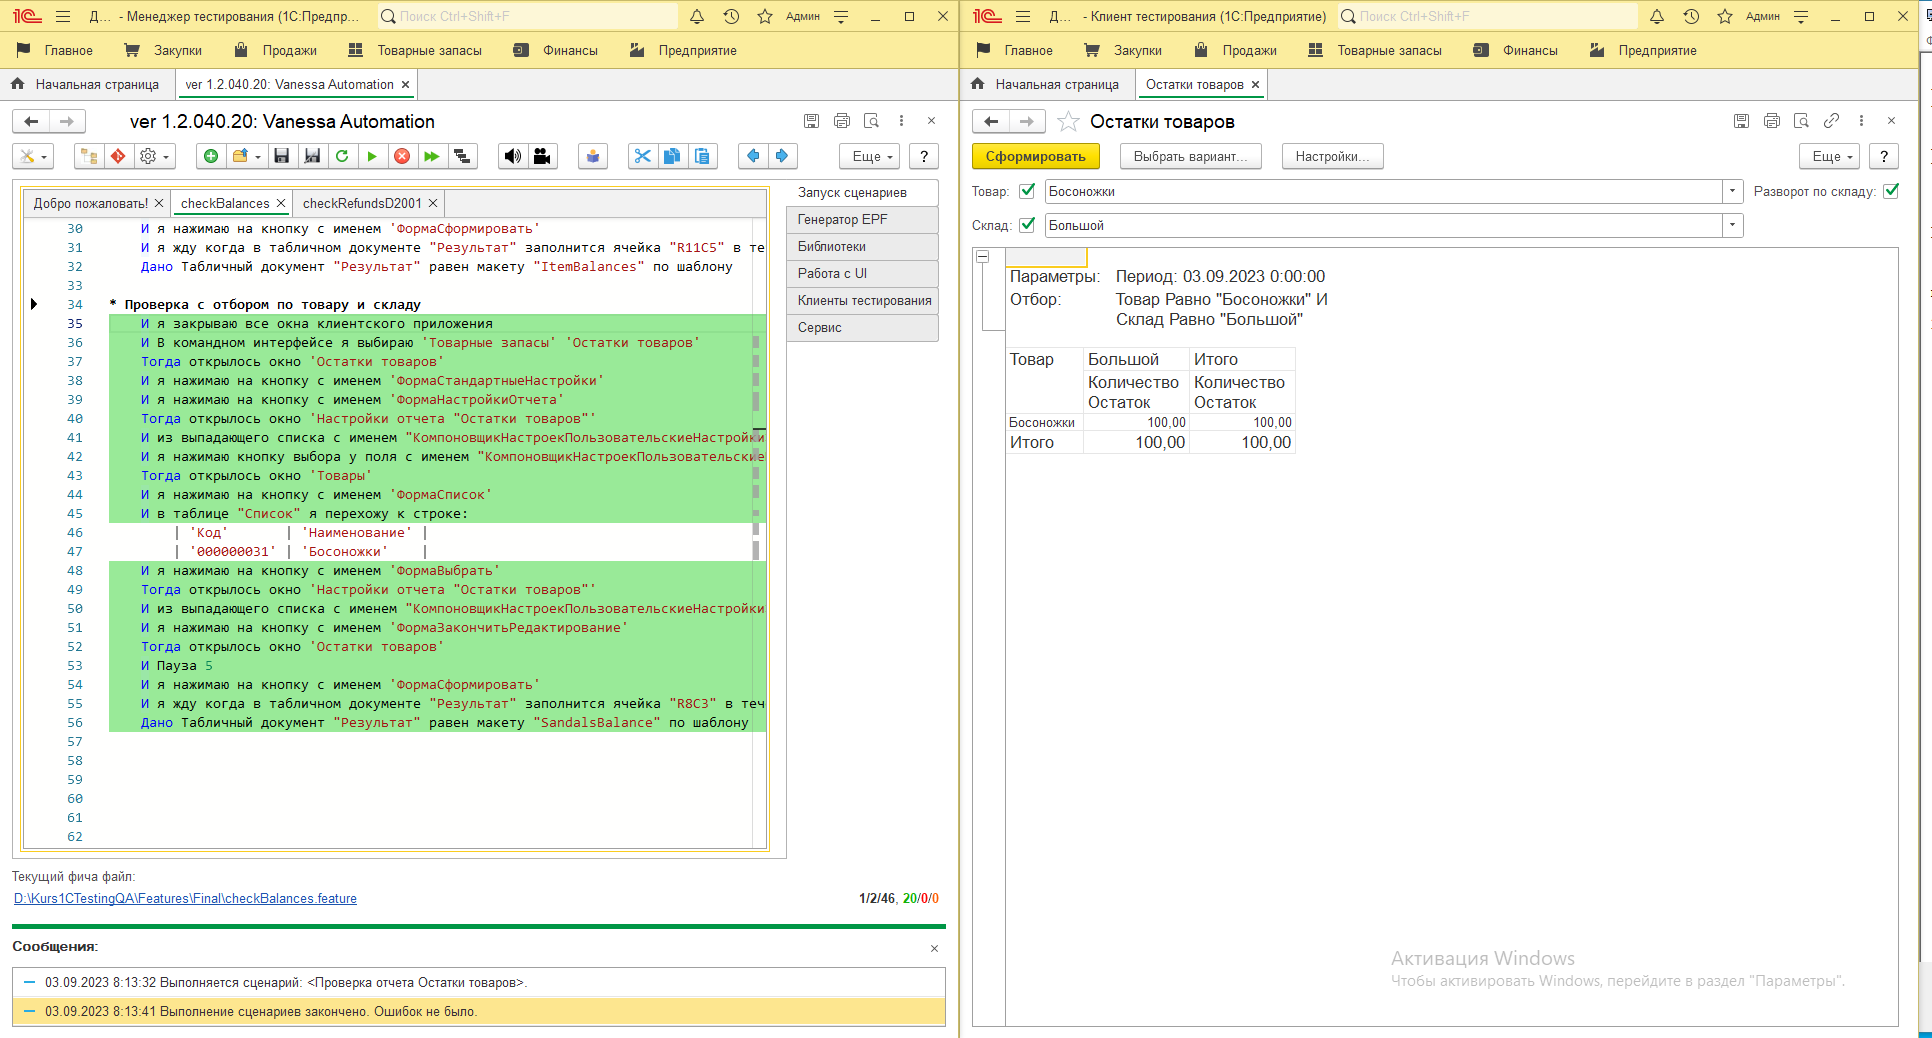 Д... - Менеджер тестирования (1С:Предпр...
Поиск Ctrl+Shift+F
Админ
Главное
Закупки
Продажи
Товарные запасы
Финансы
Предприятие
Начальная страница
ver 1.2.040.20: Vanessa Automation
ver 1.2.040.20: Vanessa Automation
Еще
?
Добро пожаловать!
checkBalances
checkRefundsD2001
30 И я нажимаю на кнопку с именем 'ФормаСформировать'
31 И я жду когда в табличном документе "Результат" заполнится ячейка "R11C5" в те
32 Дано Табличный документ "Результат" равен макету "ItemBalances" по шаблону
33
34 * Проверка с отбором по товару и складу
35 И я закрываю все окна клиентского приложения
36 И В командном интерфейсе я выбираю 'Товарные запасы' 'Остатки товаров'
37 Тогда открылось окно 'Остатки товаров'
38 И я нажимаю на кнопку с именем 'ФормаСтандартныеНастройки'
39 И я нажимаю на кнопку с именем 'ФормаНастройкиОтчета'
40 Тогда открылось окно 'Настройки отчета "Остатки товаров"'
41 И из выпадающего списка с именем "КомпоновщикНастроекПользовательскиеНастройки
42 И я нажимаю кнопку выбора у поля с именем "КомпоновщикНастроекПользовательские
43 Тогда открылось окно 'Товары'
44 И я нажимаю на кнопку с именем 'ФормаСписок'
45 И в таблице "Список" я перехожу к строке:
46 | 'Код' | 'Наименование' |
47 | '000000031' | 'Босоножки' |
48 И я нажимаю на кнопку с именем 'ФормаВыбрать'
49 Тогда открылось окно 'Настройки отчета "Остатки товаров"'
50 И из выпадающего списка с именем "КомпоновщикНастроекПользовательскиеНастройки
51 И я нажимаю на кнопку с именем 'ФормаЗакончитьРедактирование'
52 Тогда открылось окно 'Остатки товаров'
53 И Пауза 5
54 И я нажимаю на кнопку с именем 'ФормаСформировать'
55 И я жду когда в табличном документе "Результат" заполнится ячейка "R8C3" в теч
56 Дано Табличный документ "Результат" равен макету "SandalsBalance" по шаблону
57
58
59
60
61
62
Запуск сценариев
Генератор EPF
Библиотеки
Работа с UI
Клиенты тестирования
Сервис
Текущий фича файл:
D:\Kurs1CTestingQA\Features\Final\checkBalances.feature
1/2/46, 20/0/0
Сообщения:
03.09.2023 8:13:32 Выполняется сценарий: <Проверка отчета Остатки товаров>.
03.09.2023 8:13:41 Выполнение сценариев закончено. Ошибок не было.
Д... - Клиент тестирования (1С:Предприятие)
Поиск Ctrl+Shift+F
Админ
Главное
Закупки
Продажи
Товарные запасы
Финансы
Предприятие
Начальная страница
Остатки товаров
Остатки товаров
Сформировать
Выбрать вариант...
Настройки...
Еще
?
Товар: Босоножки
Разворот по складу:
Склад: Большой
Параметры: Период: 03.09.2023 0:00:00
Отбор: Товар Равно "Босоножки" И
Склад Равно "Большой"
Товар Большой Итого
Количество Количество
Остаток Остаток
Босоножки 100,00 100,00
Итого 100,00 100,00
Активация Windows
Чтобы активировать Windows, перейдите в раздел "Параметры".